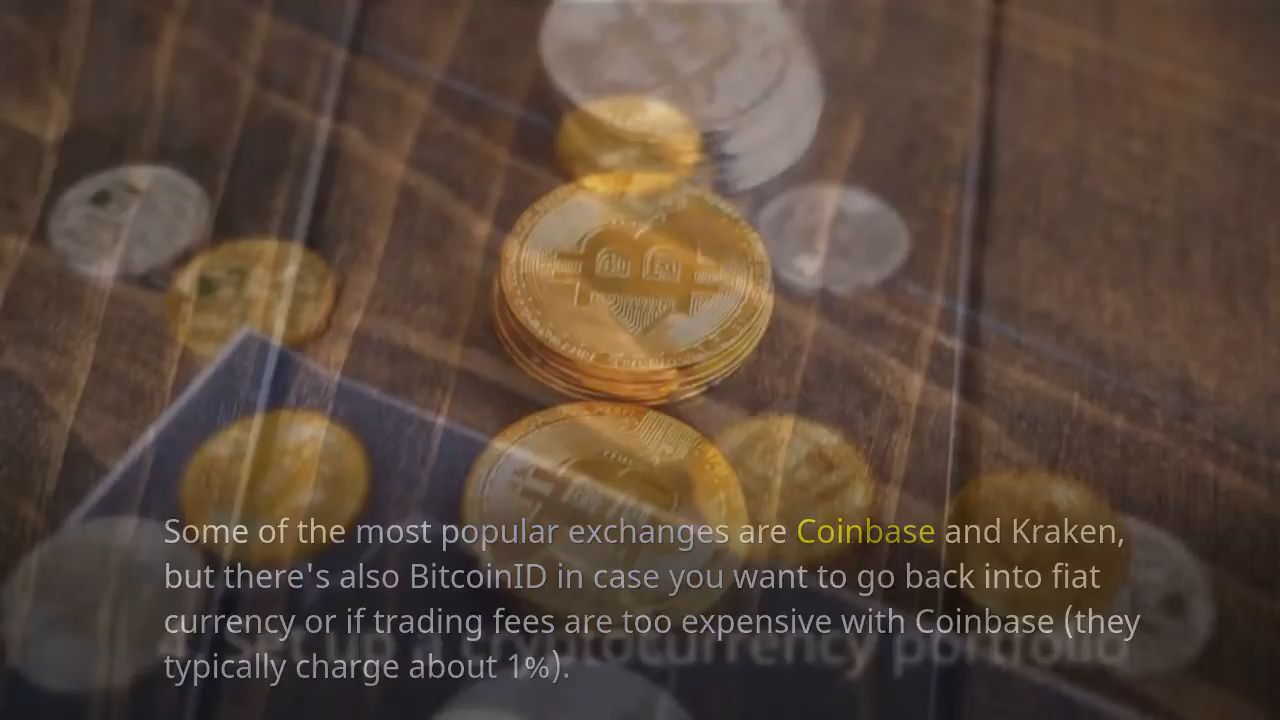 Some of the most popular exchanges are Coinbase and Kraken,
but there's also BitcoinID in case you want to go back into fiat
currency or if trading fees are too expensive with Coinbase (they
typically charge about 1%).
cryptocurrency portfolio